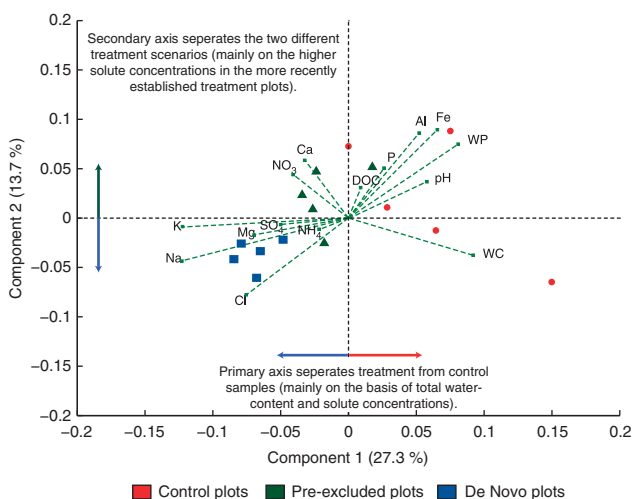 0.2
Secondary axis seperates the two different
treatment scenarios (mainly on the higher
solute concentrations in the more recently
established treatment plots).
0.15
0.1
0.05
0
−0.05
−0.1
−0.15
−0.2
Component 2 (13.7 %)
Al
Fe
WP
Ca
P
NO3
DOC
pH
K
SO4
Mg
NH4
Na
WC
Cl
Primary axis seperates treatment from control
samples (mainly on the basis of total water-
content and solute concentrations).
−0.2
−0.15
−0.1
−0.05
0
0.05
0.1
0.15
0.2
Component 1 (27.3 %)
Control plots
Pre-excluded plots
De Novo plots